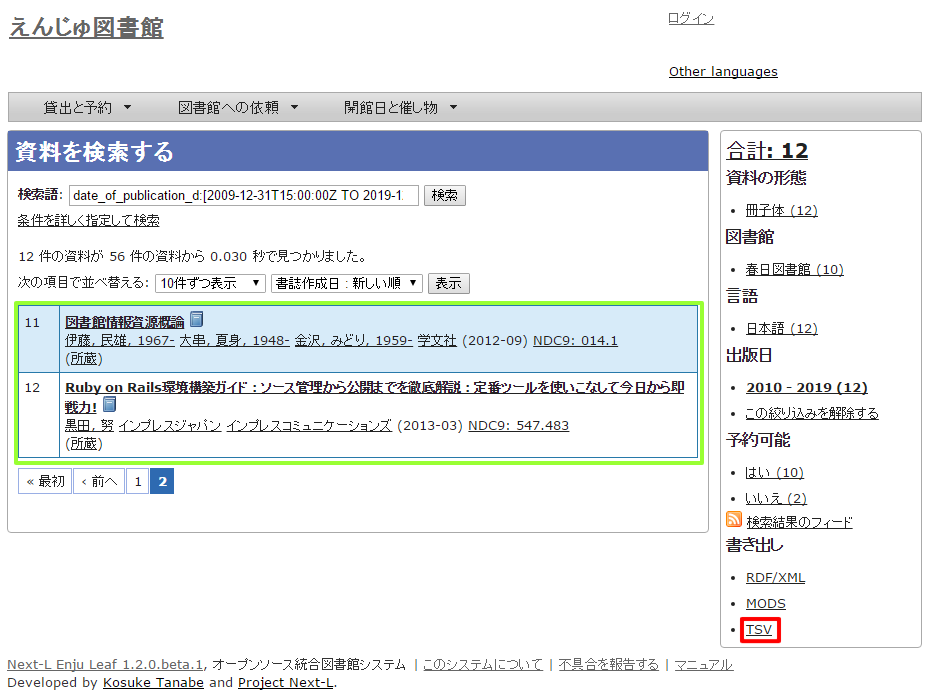 えんじゅ図書館
ログイン
Other languages
貸出と予約 ▼ 図書館への依頼 ▼ 開館日と催し物 ▼
資料を検索する
検索語: date_of_publication_d:[2009-12-31T15:00:00Z TO 2019-1 検索
条件を詳しく指定して検索
12 件の資料が 56 件の資料から 0.030 秒で見つかりました。
次の項目で並べ替える: 10件ずつ表示 ▼ 書誌作成日：新しい順 ▼ 表示
11 図書館情報資源概論
伊藤, 民雄, 1967- 大串, 夏身, 1948- 金沢, みどり, 1959- 学文社 (2012-09) NDC9: 014.1
(所蔵)
12 Ruby on Rails環境構築ガイド：ソース管理から公開までを徹底解説：定番ツールを使いこなして今日から即
戦力!
黒田, 努 インプレスジャパン インプレスコミュニケーションズ (2013-03) NDC9: 547.483
(所蔵)
« 最初 ‹ 前へ 1 2
合計: 12
資料の形態
• 冊子体 (12)
図書館
• 春日図書館 (10)
言語
• 日本語 (12)
出版日
• 2010 - 2019 (12)
• この絞り込みを解除する
予約可能
• はい (10)
• いいえ (2)
検索結果のフィード
書き出し
• RDF/XML
• MODS
• TSV
Next-L Enju Leaf 1.2.0.beta.1, オープンソース統合図書館システム | このシステムについて | 不具合を報告する | マニュアル
Developed by Kosuke Tanabe and Project Next-L.